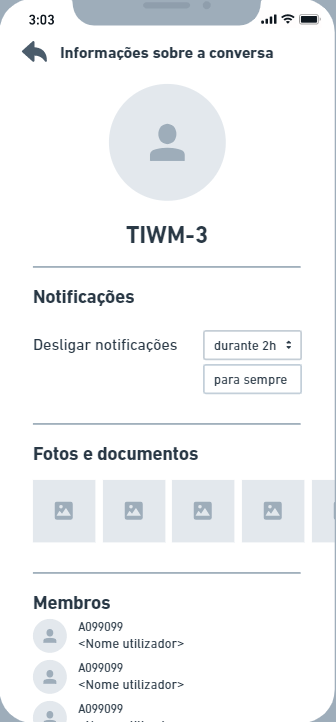 3:03
Informações sobre a conversa
TIWM-3
Notificações
Desligar notificações
durante 2h
para sempre
Fotos e documentos
Membros
A099099
<Nome utilizador>
A099099
<Nome utilizador>
A099099